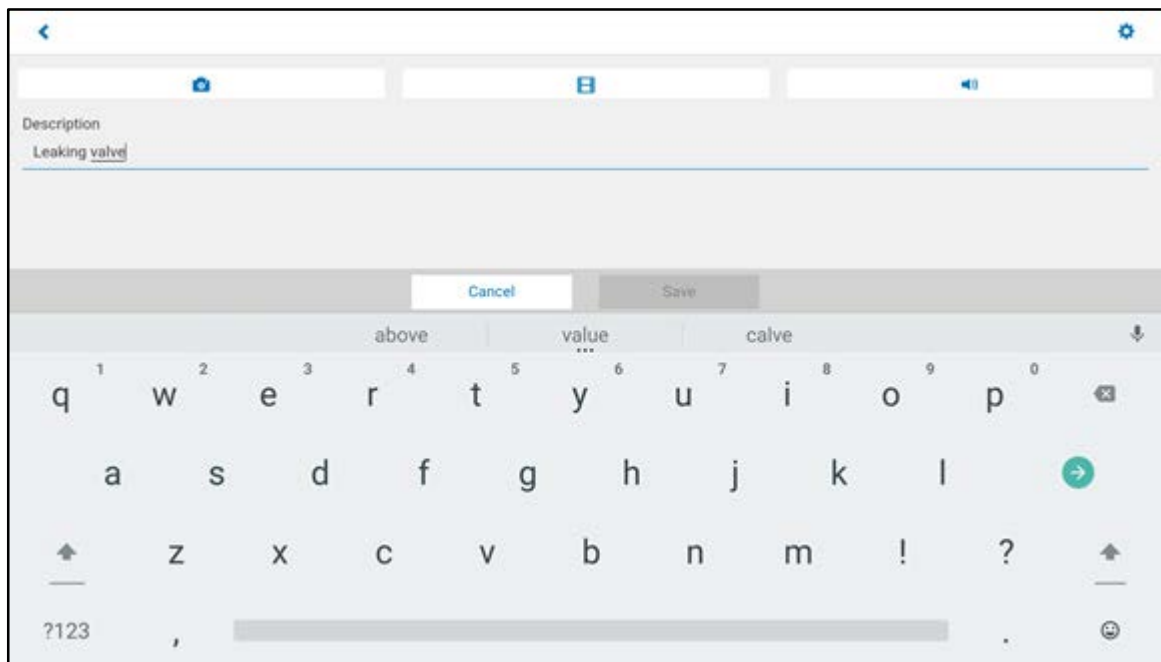 Description
Leaking valve
Cancel Save
above value calve
1 2 3 4 5 6 7 8 9 0
q w e r t y u i o p
a s d f g h j k l
z x c v b n m ! ?
?123 , .